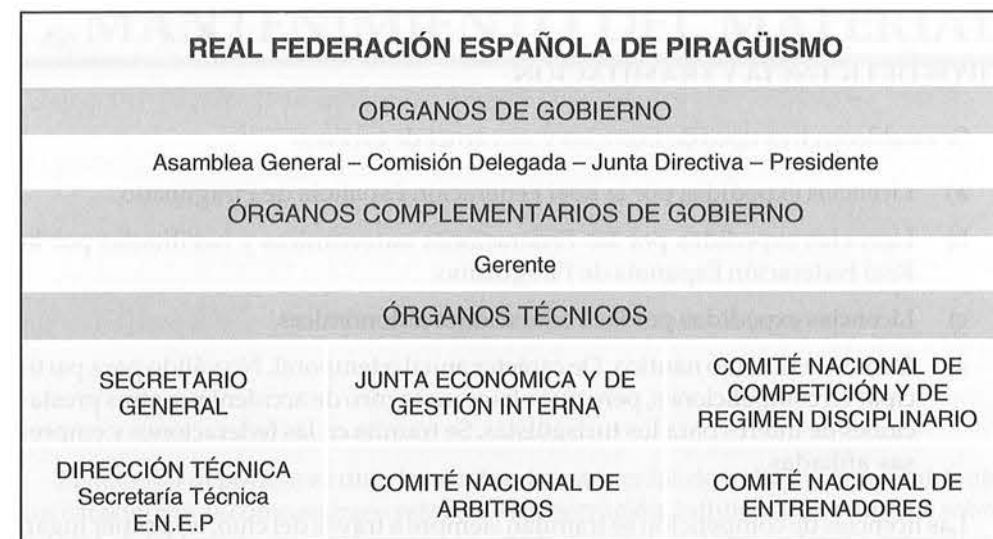 REAL FEDERACIÓN ESPAÑOLA DE PIRAGÜISMO
ORGANOS DE GOBIERNO
Asamblea General – Comisión Delegada – Junta Directiva – Presidente
ÓRGANOS COMPLEMENTARIOS DE GOBIERNO
Gerente
ÓRGANOS TÉCNICOS
SECRETARIO
GENERAL
JUNTA ECONÓMICA Y DE
GESTIÓN INTERNA
COMITÉ NACIONAL DE
COMPETICIÓN Y DE
REGIMEN DISCIPLINARIO
DIRECCIÓN TÉCNICA
Secretaría Técnica
E.N.E.P.
COMITÉ NACIONAL DE
ARBITROS
COMITÉ NACIONAL DE
ENTRENADORES